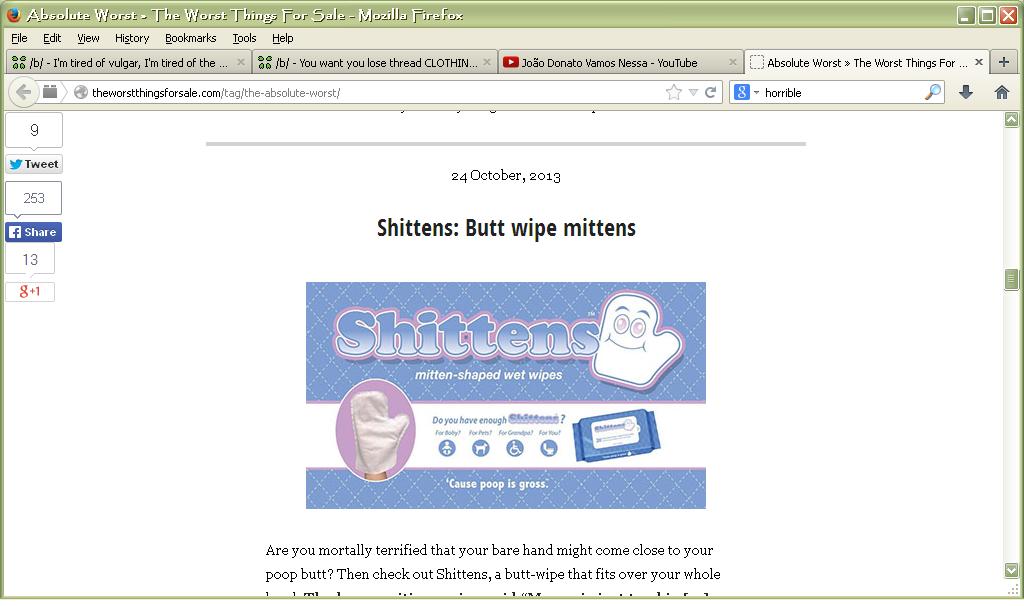 Absolute Worst - The Worst Things For Sale - Mozilla Firefox
File Edit View History Bookmarks Tools Help
/b/ - I'm tired of vulgar, I'm tired of the ...
/b/ - You want you lose thread CLOTHIN...
João Donato Vamos Nessa - YouTube
Absolute Worst » The Worst Things For ...
theworstthingsforsale.com/tag/the-absolute-worst/
horrible
9
Tweet
253
Share
13
g+1
24 October, 2013
Shittens: Butt wipe mittens
Shittens™
mitten-shaped wet wipes
Do you have enough Shittens?
For Baby? For Pets? For Grandpa? For You?
Shittens
'Cause poop is gross.
Are you mortally terrified that your bare hand might come close to your
poop butt? Then check out Shittens, a butt-wipe that fits over your whole